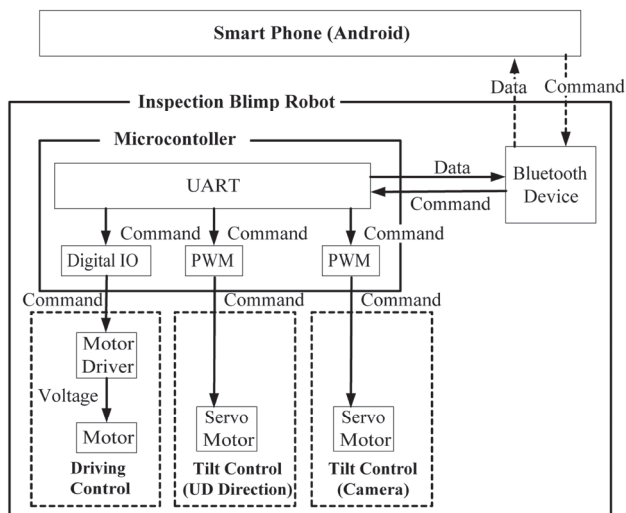 Smart Phone (Android)
Data
Command
Inspection Blimp Robot
Microcontoller
UART
Data
Command
Bluetooth
Device
Command
Command
Command
Digital IO
PWM
PWM
Command
Command
Command
Motor
Driver
Voltage
Motor
Servo
Motor
Servo
Motor
Driving
Control
Tilt Control
(UD Direction)
Tilt Control
(Camera)